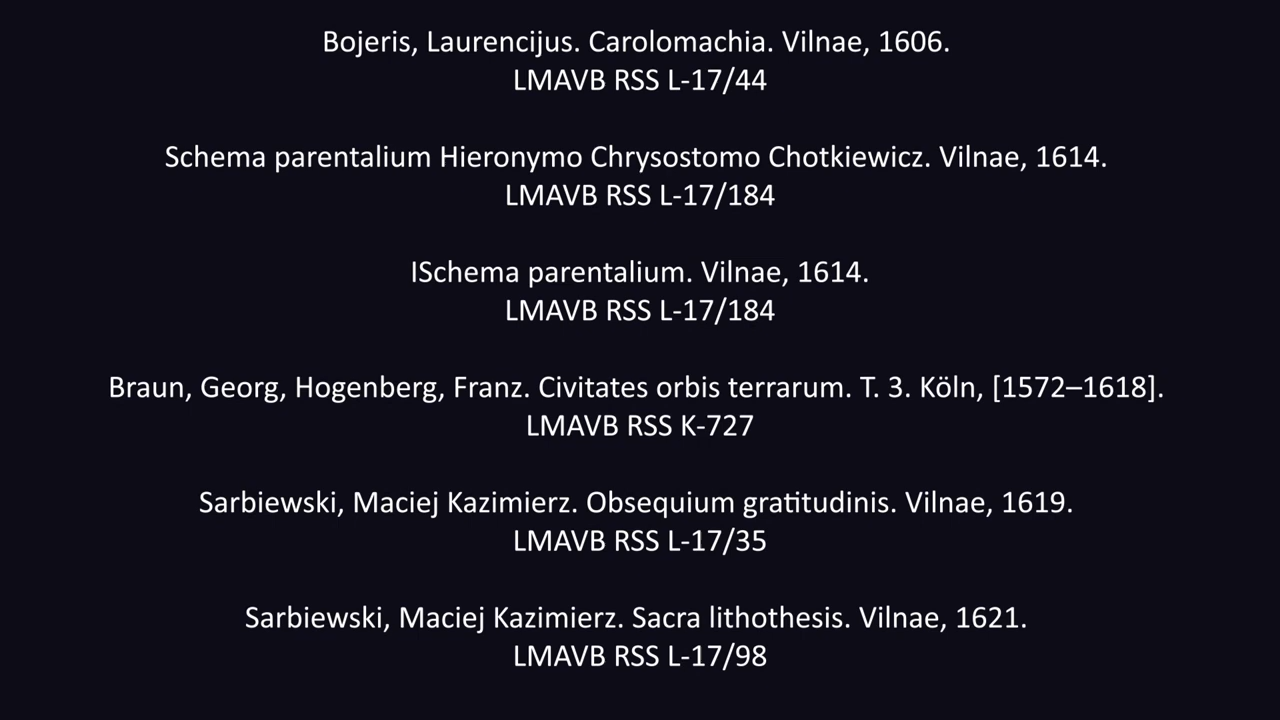 Bojeris, Laurencijus. Carolomachia. Vilnae, 1606.
LMAVB RSS L-17/44
Schema parentalium Hieronymo Chrysostomo Chotkiewicz. Vilnae, 1614.
LMAVB RSS L-17/184
ISchema parentalium. Vilnae, 1614.
LMAVB RSS L-17/184
Braun, Georg, Hogenberg, Franz. Civitates orbis terrarum. T. 3. Köln, [1572–1618].
LMAVB RSS K-727
Sarbiewski, Maciej Kazimierz. Obsequium gratitudinis. Vilnae, 1619.
LMAVB RSS L-17/35
Sarbiewski, Maciej Kazimierz. Sacra lithothesis. Vilnae, 1621.
LMAVB RSS L-17/98